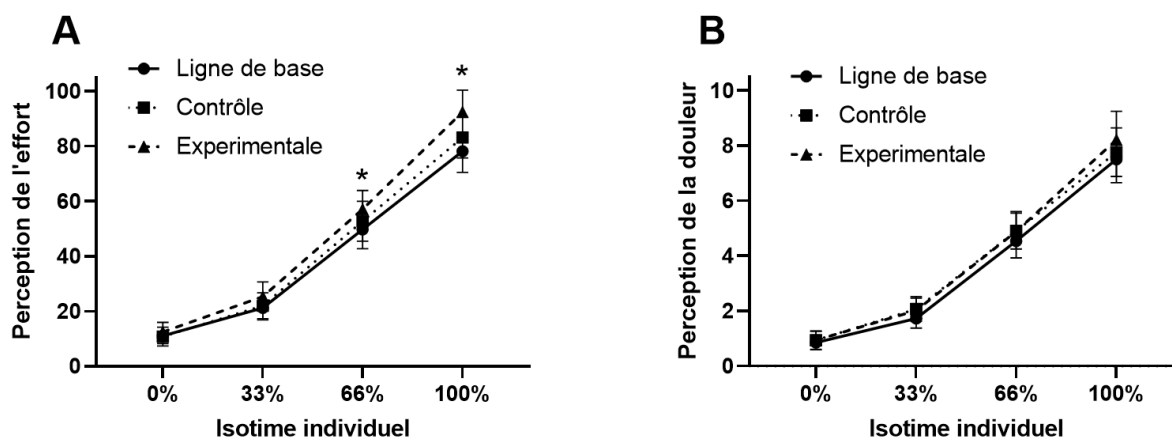 A
Ligne de base
Contrôle
Experimentale
*
*
100
80
60
40
20
0
Perception de l'effort
0% 33% 66% 100%
Isotime individuel
B
Ligne de base
Contrôle
Experimentale
10
8
6
4
2
0
Perception de la douleur
0% 33% 66% 100%
Isotime individuel